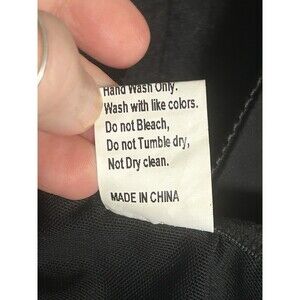 Hand Wash Only.
Wash with like colors.
Do not Bleach,
Do not Tumble dry,
Not Dry clean.
MADE IN CHINA